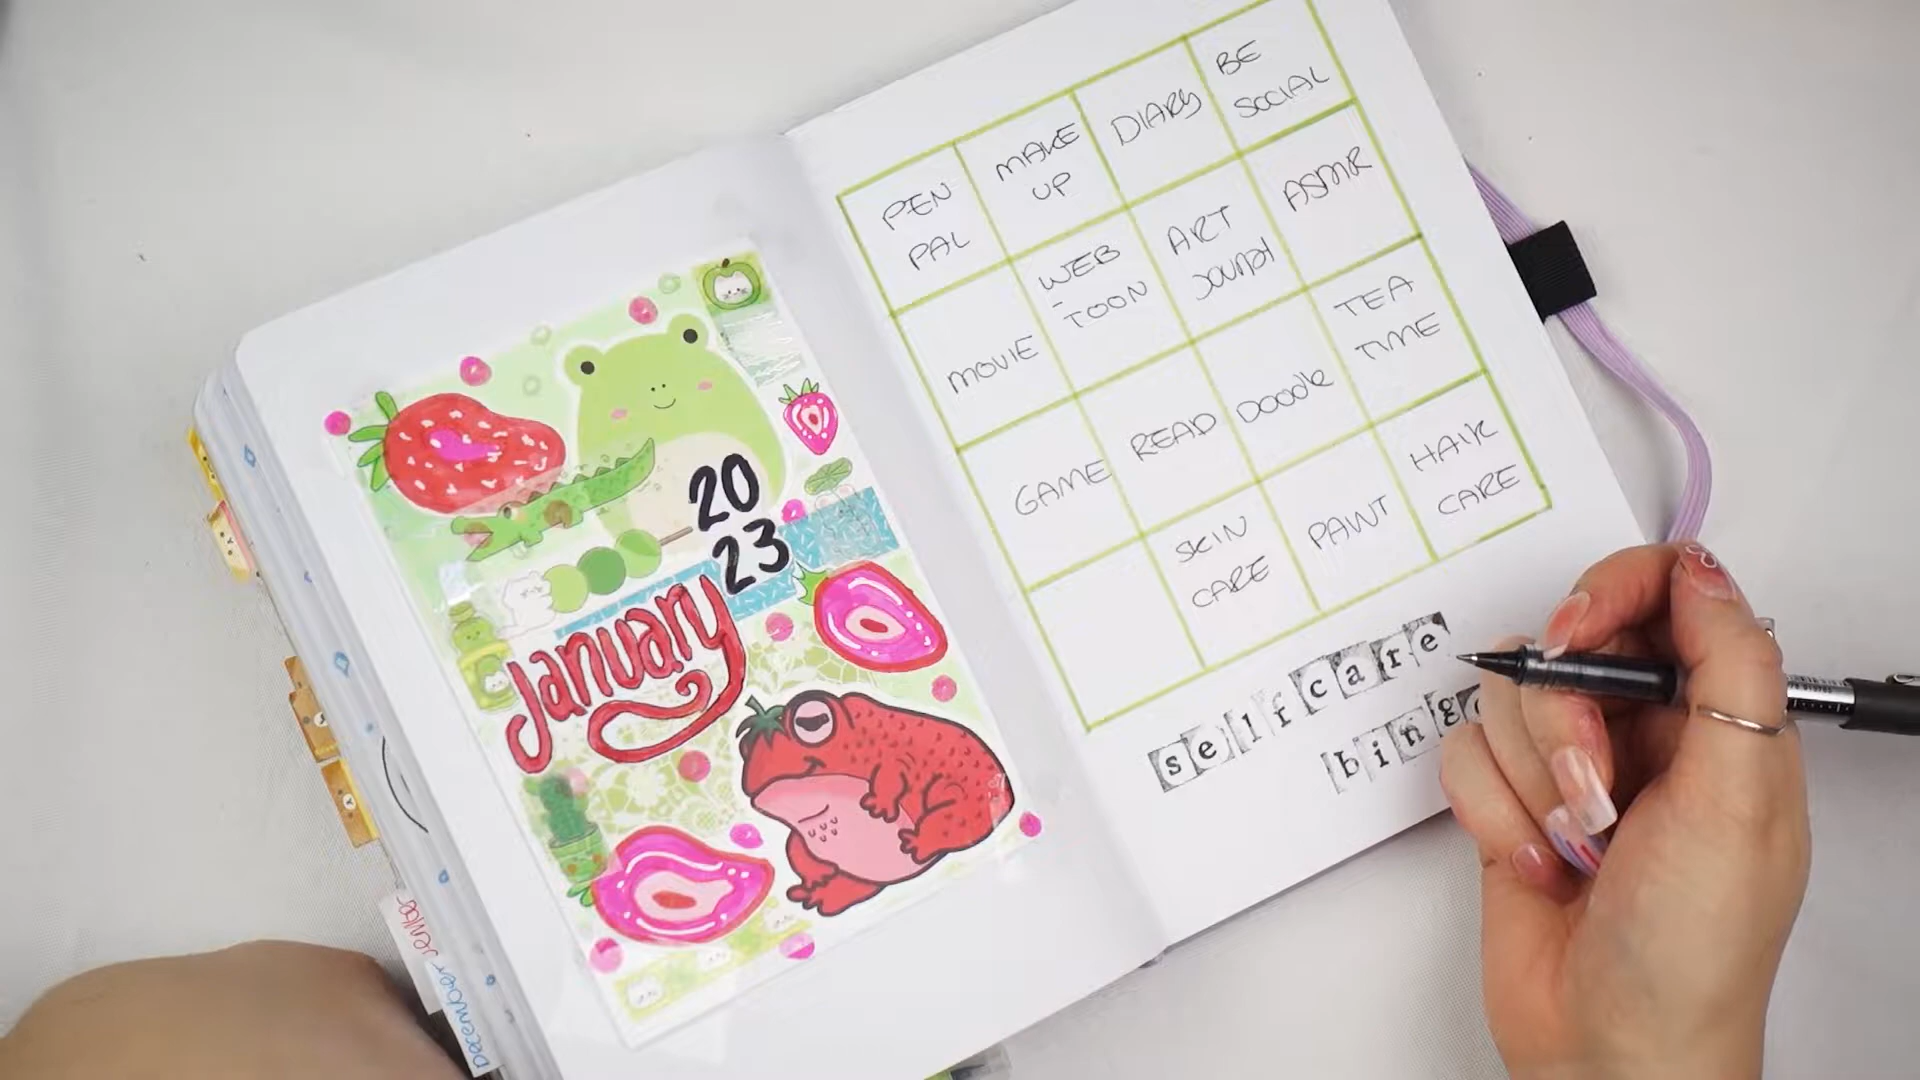 20
23
January
PEN
PAL
MAKE
UP
DIARY
BE
SOCIAL
MOVIE
WEB
-TOON
ART
JOUNAL
ASMR
GAME
READ
DOODLE
TEA
TIME
SKIN
CARE
PAINT
HAIR
CARE
selfcare
bingo
December